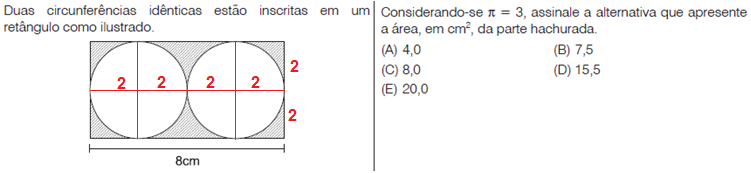 Duas circunferências idênticas estão inscritas em um
retângulo como ilustrado.
2
2 2 2 2
2
8cm
Considerando-se π = 3, assinale a alternativa que apresente
a área, em cm², da parte hachurada.
(A) 4,0 (B) 7,5
(C) 8,0 (D) 15,5
(E) 20,0